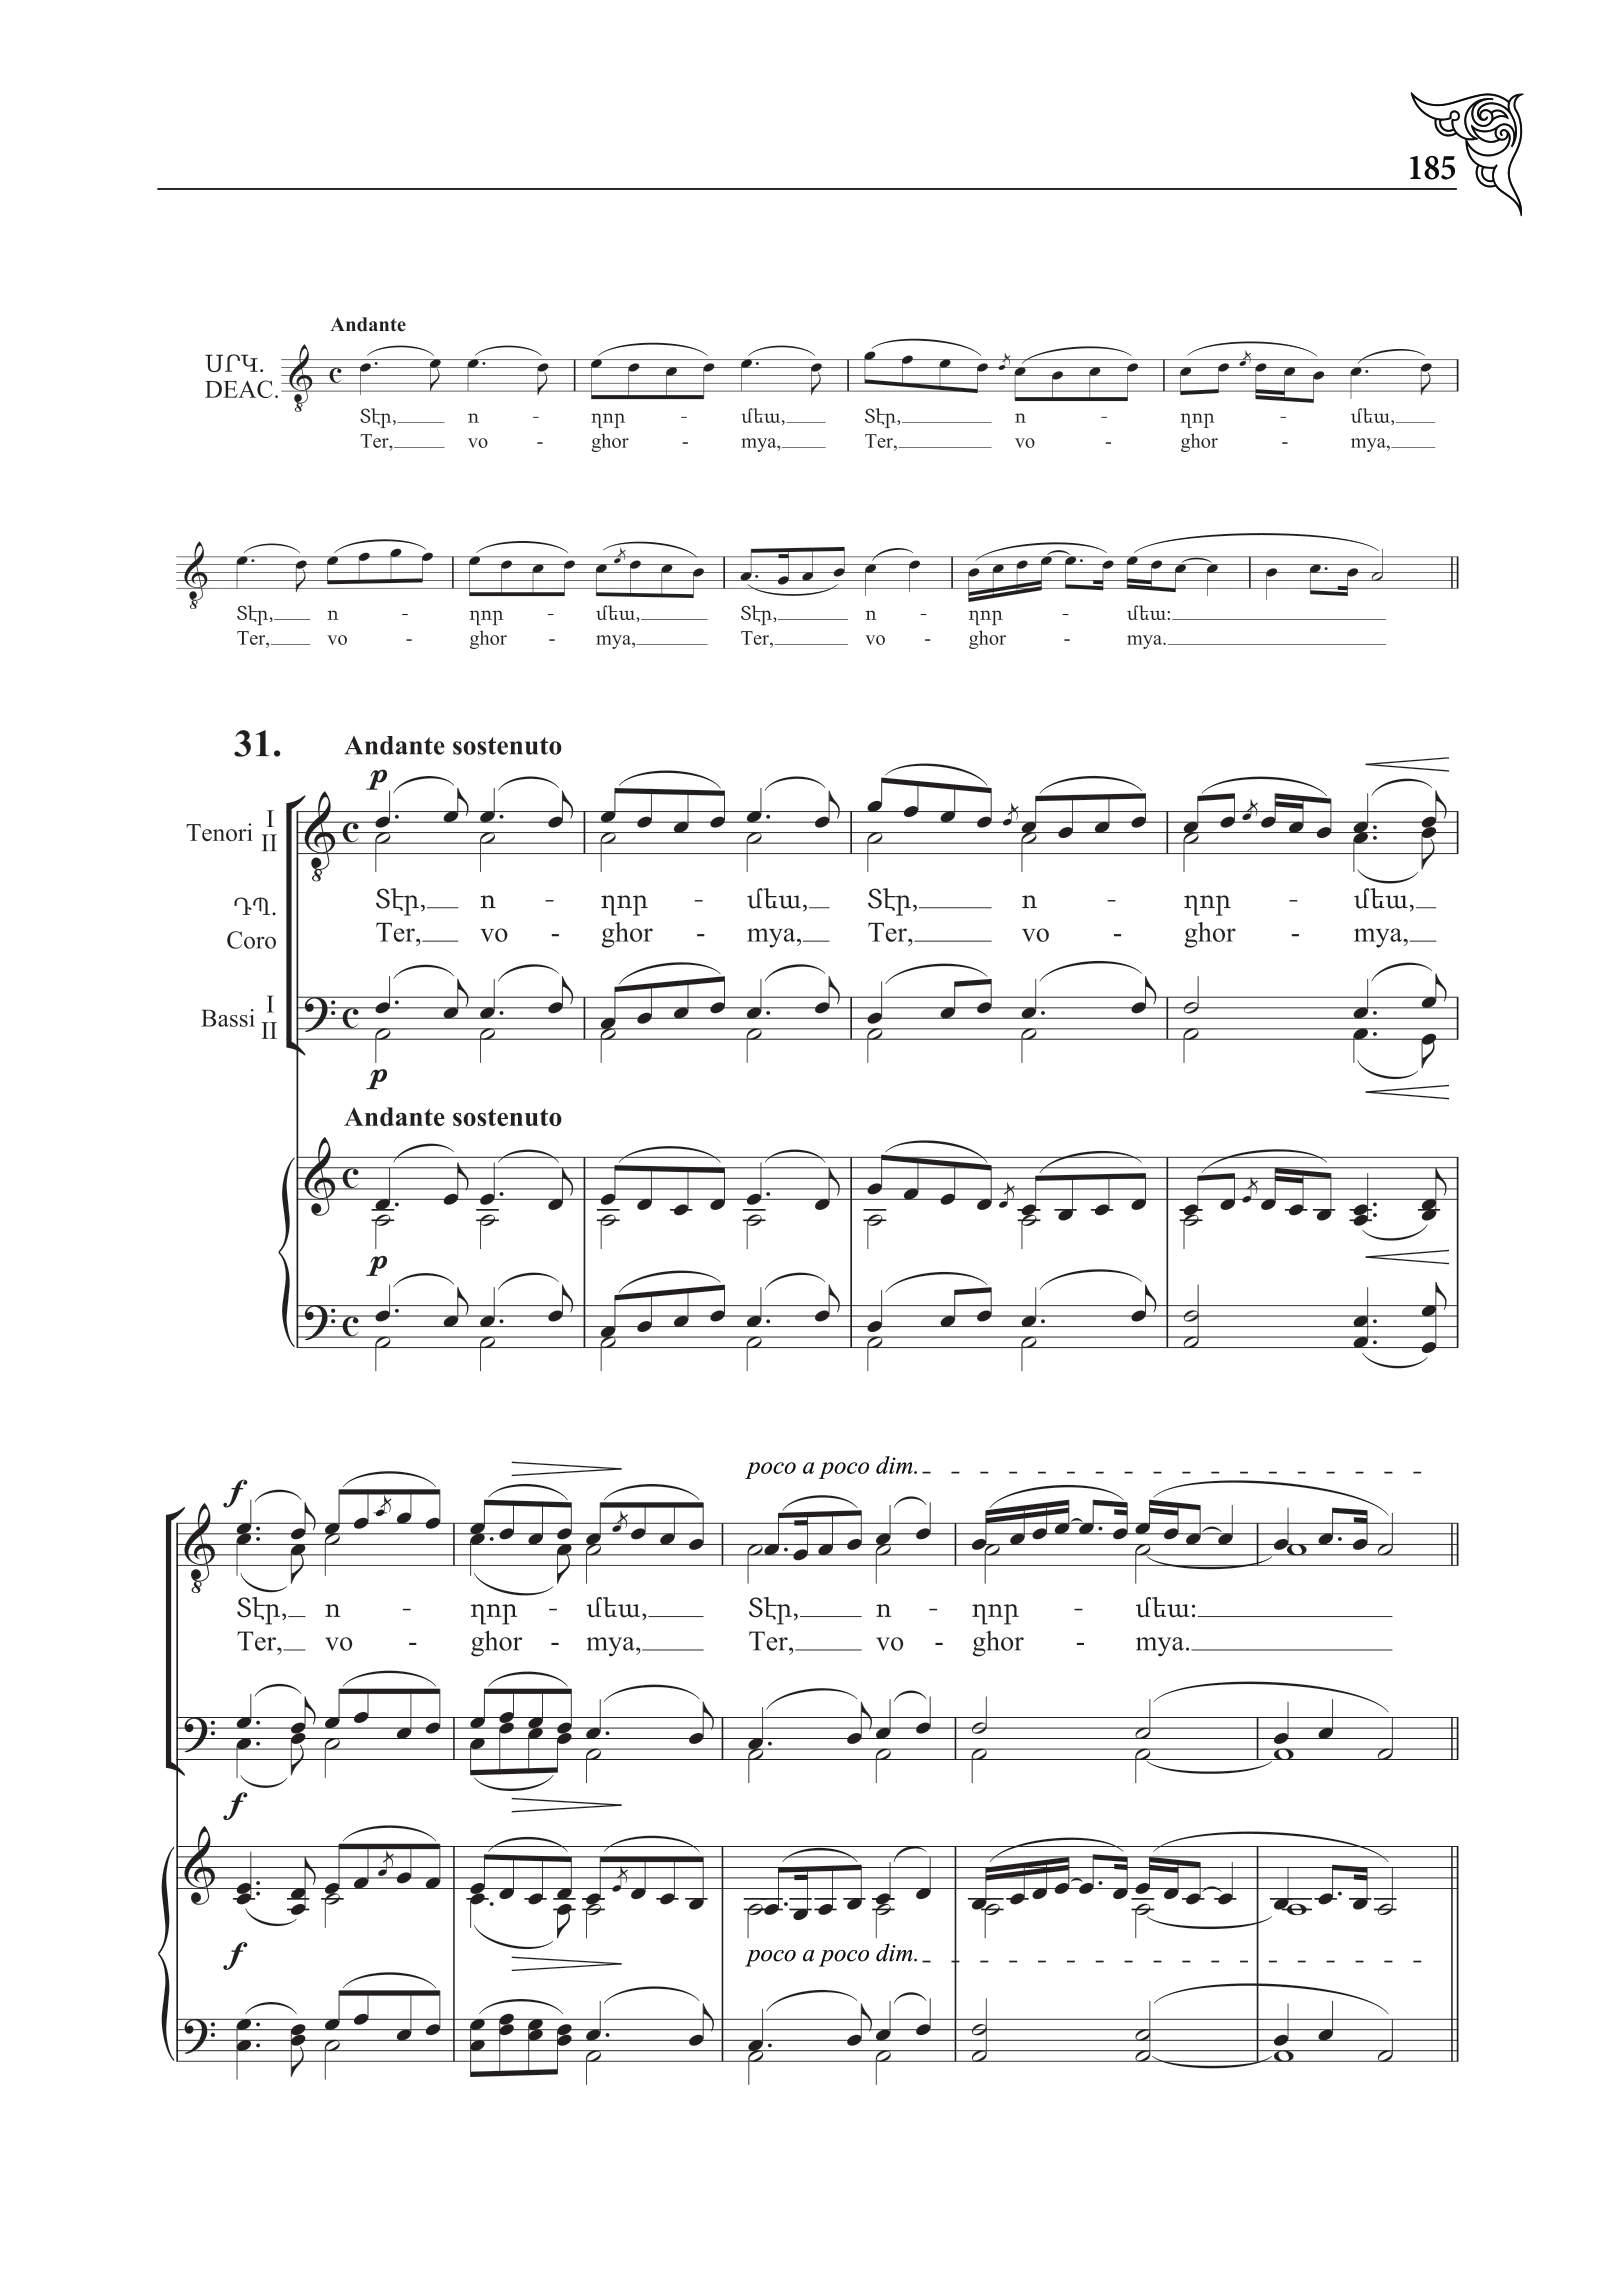 185
Andante
ՍՐԿ.
DEAC.
Տէր, ո - ղոր - մեա, Տէր, ո - ղոր - մեա,
Ter, vo - ghor - mya, Ter, vo - ghor - mya,
Տէր, ո - ղոր - մեա, Տէր, ո - ղոր - մեա:
Ter, vo - ghor - mya, Ter, vo - ghor - mya.
31. Andante sostenuto
p
Tenori I
II
Տէր, ո - ղոր - մեա, Տէր, ո - ղոր - մեա,
ԴՊ.
Ter, vo - ghor - mya, Ter, vo - ghor - mya,
Coro
Bassi I
II
p
Andante sostenuto
p
poco a poco dim.
f
Տէր, ո - ղոր - մեա, Տէր, ո - ղոր - մեա:
Ter, vo - ghor - mya, Ter, vo - ghor - mya.
f
f poco a poco dim.